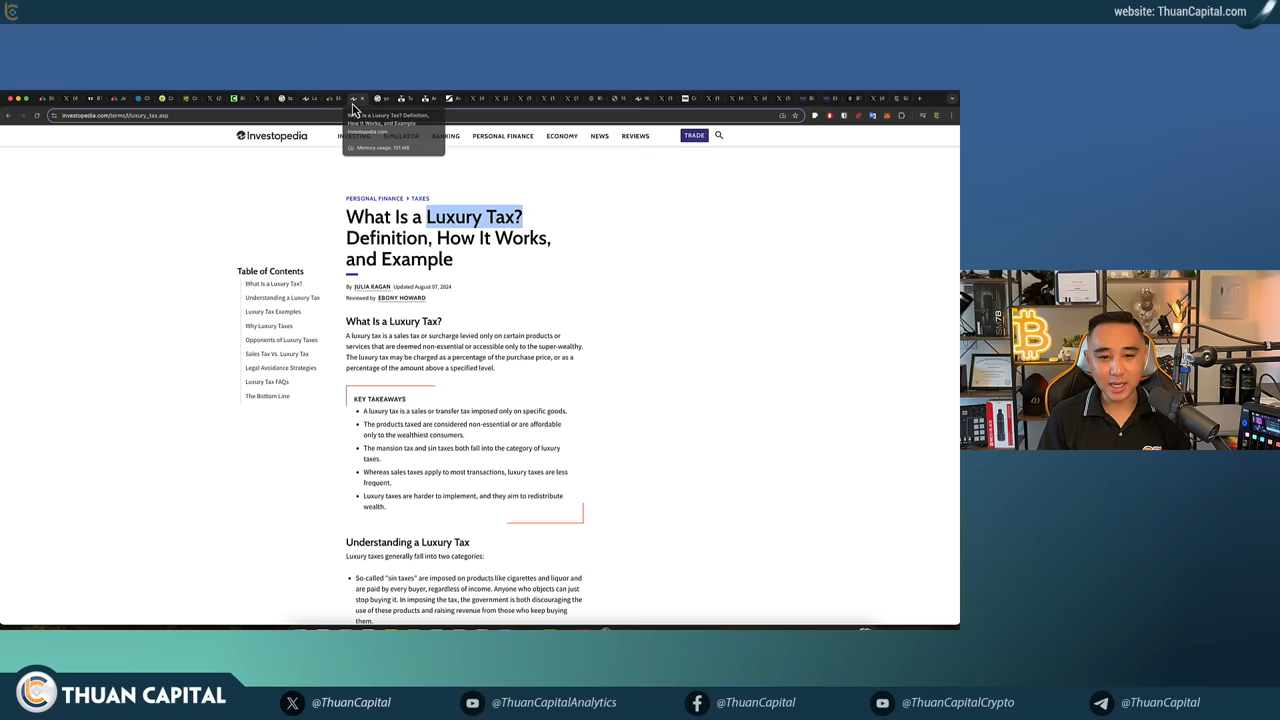 website: ThuanCapital.com
investopedia.com/terms/l/luxury_tax.asp
What Is a Luxury Tax? Definition,
How It Works, and Example
investopedia.com
Memory usage: 101 MB
Investopedia
INVESTING
SIMULATOR
BANKING
PERSONAL FINANCE
ECONOMY
NEWS
REVIEWS
TRADE
PERSONAL FINANCE > TAXES
What Is a Luxury Tax?
Definition, How It Works,
and Example
By JULIA KAGAN Updated August 07, 2024
Reviewed by EBONY HOWARD
Table of Contents
What Is a Luxury Tax?
Understanding a Luxury Tax
Luxury Tax Examples
Why Luxury Taxes
Opponents of Luxury Taxes
Sales Tax Vs. Luxury Tax
Legal Avoidance Strategies
Luxury Tax FAQs
The Bottom Line
What Is a Luxury Tax?
A luxury tax is a sales tax or surcharge levied only on certain products or
services that are deemed non-essential or accessible only to the super-wealthy.
The luxury tax may be charged as a percentage of the purchase price, or as a
percentage of the amount above a specified level.
KEY TAKEAWAYS
• A luxury tax is a sales or transfer tax imposed only on specific goods.
• The products taxed are considered non-essential or are affordable
only to the wealthiest consumers.
• The mansion tax and sin taxes both fall into the category of luxury
taxes.
• Whereas sales taxes apply to most transactions, luxury taxes are less
frequent.
• Luxury taxes are harder to implement, and they aim to redistribute
wealth.
Understanding a Luxury Tax
Luxury taxes generally fall into two categories:
• So-called "sin taxes" are imposed on products like cigarettes and liquor and
are paid by every buyer, regardless of income. Anyone who objects can just
stop buying it. In imposing the tax, the government is both discouraging the
use of these products and raising revenue from those who keep buying
them.
SM7B
THUAN CAPITAL
@ThuanCapital
@ThuanCapitalAnalytics
@ThuanCapital
@ThuanCapitalCrypto
@ThuanCapital